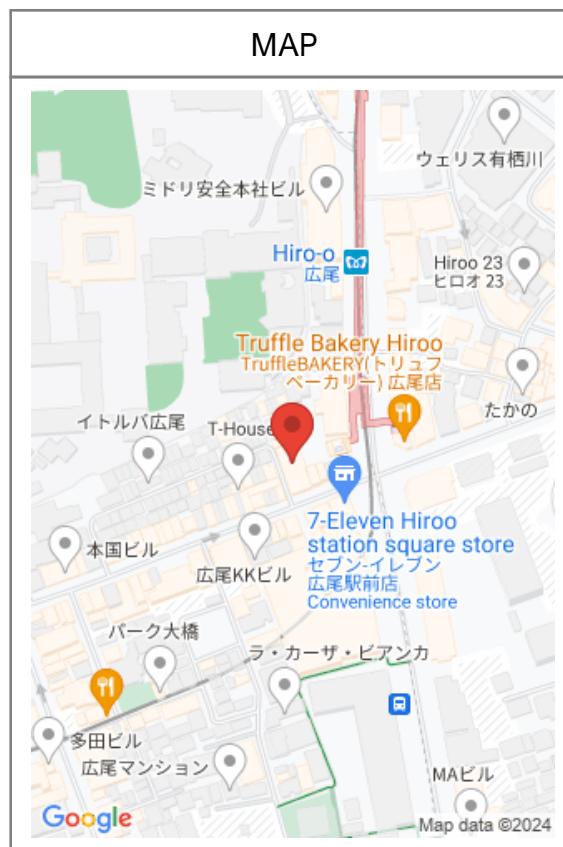 MAP
ウェリス有栖川
ミドリ安全本社ビル
Hiro-o
広尾
Hiroo 23
ヒロオ 23
Truffle Bakery Hiroo
TruffleBAKERY(トリュフ
ベーカリー) 広尾店
たかの
イトルバ広尾
T-House
7-Eleven Hiroo
station square store
セブン-イレブン
広尾駅前店
Convenience store
本国ビル
広尾KKビル
パーク大橋
ラ・カーザ・ビアンカ
多田ビル
広尾マンション
MAビル
Google
Map data ©2024